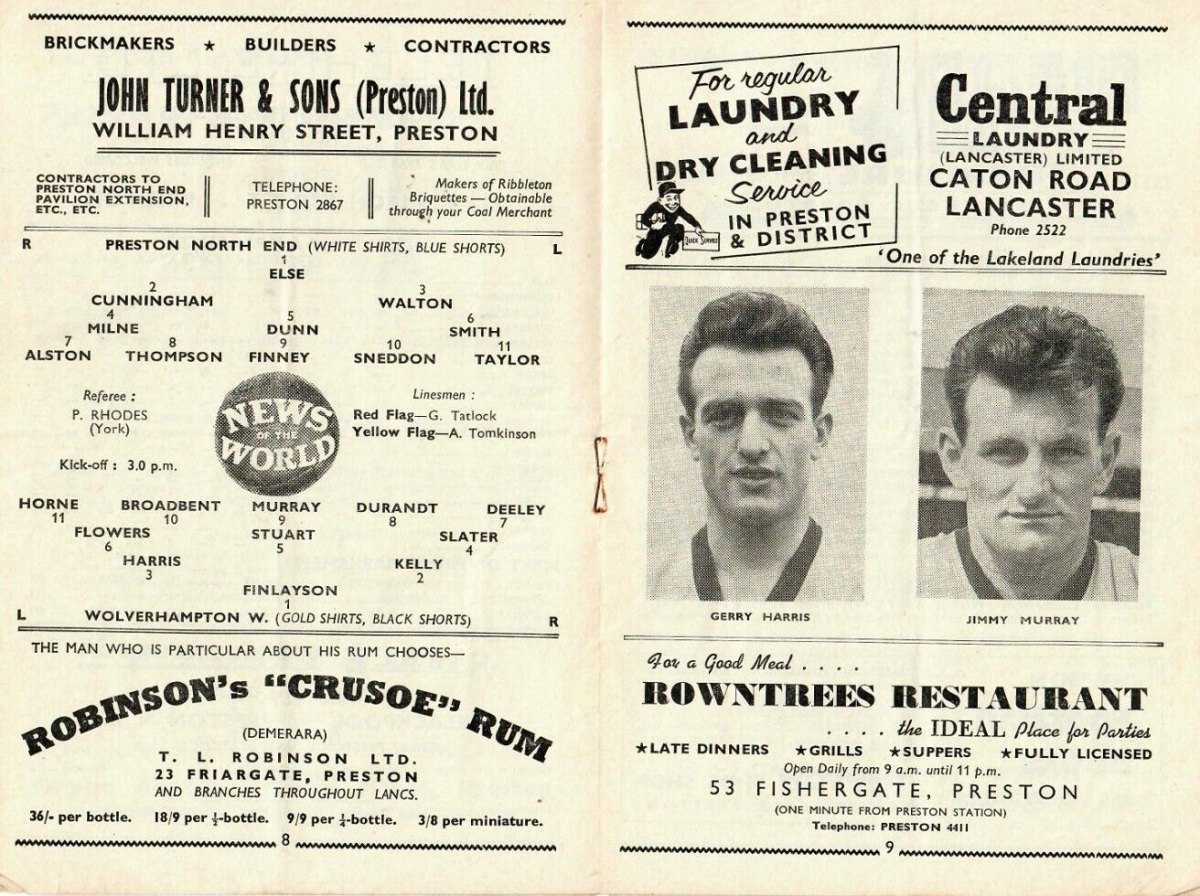 BRICKMAKERS ★ BUILDERS ★ CONTRACTORS
JOHN TURNER & SONS (Preston) Ltd.
WILLIAM HENRY STREET, PRESTON
CONTRACTORS TO
PRESTON NORTH END
PAVILION EXTENSION,
ETC., ETC.
TELEPHONE:
PRESTON 2867
Makers of Ribbleton
Briquettes — Obtainable
through your Coal Merchant
R PRESTON NORTH END (WHITE SHIRTS, BLUE SHORTS) L
1
ELSE
2 3
CUNNINGHAM WALTON
4 5 6
MILNE DUNN SMITH
7 8 9 10 11
ALSTON THOMPSON FINNEY SNEDDON TAYLOR
Referee :
P. RHODES
(York)
Kick-off : 3.0 p.m.
NEWS
OF THE
WORLD
Linesmen :
Red Flag—G. Tatlock
Yellow Flag—A. Tomkinson
HORNE BROADBENT MURRAY DURANDT DEELEY
11 10 9 8 7
FLOWERS STUART SLATER
6 5 4
HARRIS KELLY
3 2
FINLAYSON
1
L WOLVERHAMPTON W. (GOLD SHIRTS, BLACK SHORTS) R
THE MAN WHO IS PARTICULAR ABOUT HIS RUM CHOOSES—
ROBINSON's "CRUSOE" RUM
(DEMERARA)
T. L. ROBINSON LTD.
23 FRIARGATE, PRESTON
AND BRANCHES THROUGHOUT LANCS.
36/- per bottle. 18/9 per ½-bottle. 9/9 per ¼-bottle. 3/8 per miniature.
8
For regular
LAUNDRY
and
DRY CLEANING
Service
IN PRESTON
& DISTRICT
QUICK SERVICE
Central
LAUNDRY
(LANCASTER) LIMITED
CATON ROAD
LANCASTER
Phone 2522
'One of the Lakeland Laundries'
GERRY HARRIS
JIMMY MURRAY
For a Good Meal . . . .
ROWNTREES RESTAURANT
. . . . the IDEAL Place for Parties
★LATE DINNERS ★GRILLS ★SUPPERS ★FULLY LICENSED
Open Daily from 9 a.m. until 11 p.m.
53 FISHERGATE, PRESTON
(ONE MINUTE FROM PRESTON STATION)
Telephone: PRESTON 4411
9